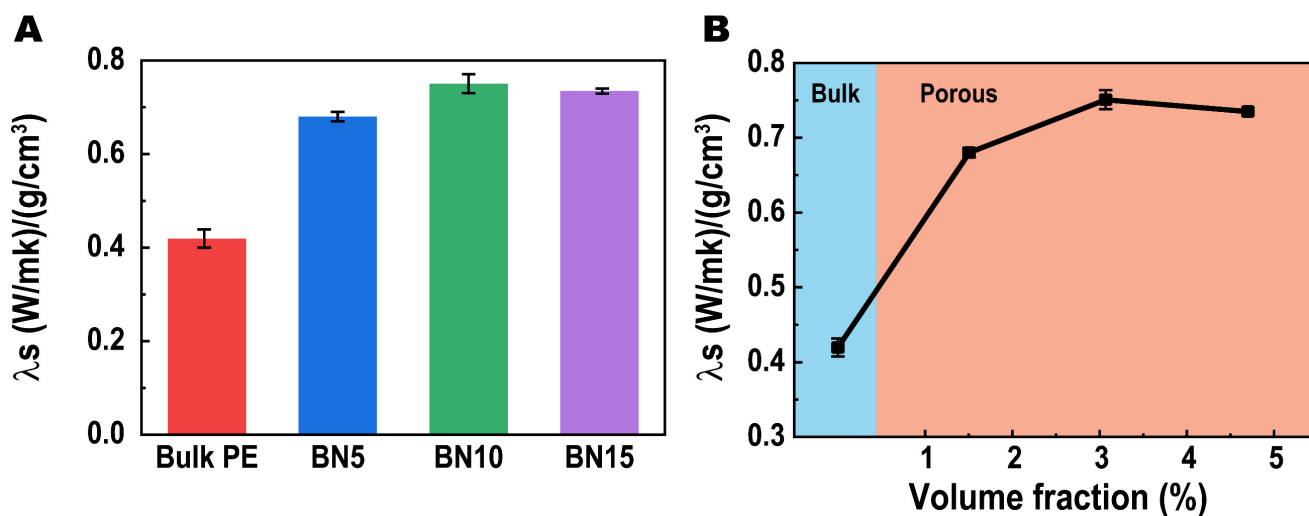 A
λs (W/mk)/(g/cm³)
0.8
0.6
0.4
0.2
0.0
Bulk PE BN5 BN10 BN15
B
λs (W/mk)/(g/cm³)
0.8
0.7
0.6
0.5
0.4
0.3
Bulk Porous
1 2 3 4 5
Volume fraction (%)